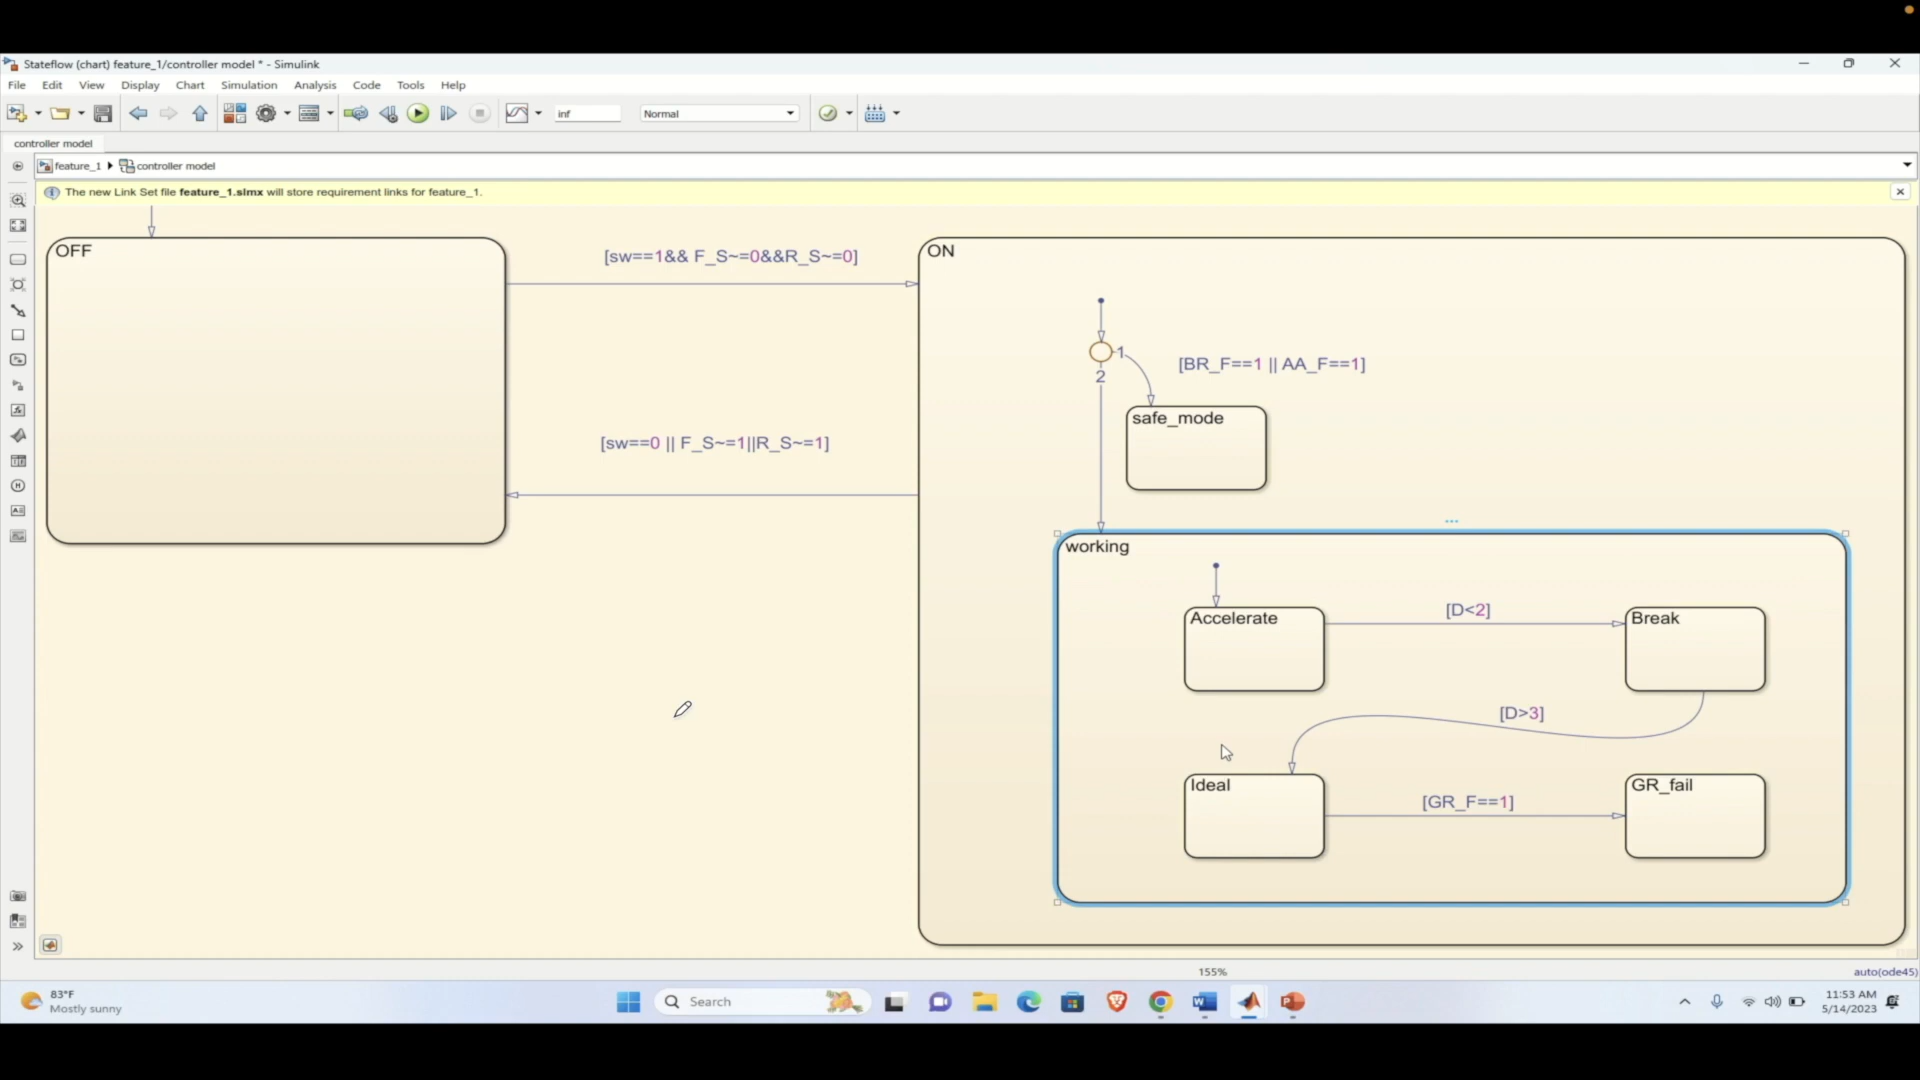 Stateflow (chart) feature_1/controller model * - Simulink
File Edit View Display Chart Simulation Analysis Code Tools Help
inf Normal
controller model
feature_1 controller model
The new Link Set file feature_1.slmx will store requirement links for feature_1.
OFF
[sw==1&& F_S~=0&&R_S~=0]
ON
1
[BR_F==1 || AA_F==1]
2
safe_mode
[sw==0 || F_S~=1||R_S~=1]
working
Accelerate
[D<2]
Break
[D>3]
Ideal
[GR_F==1]
GR_fail
155%
auto(ode45)
83°F
Mostly sunny
Search
11:53 AM
5/14/2023